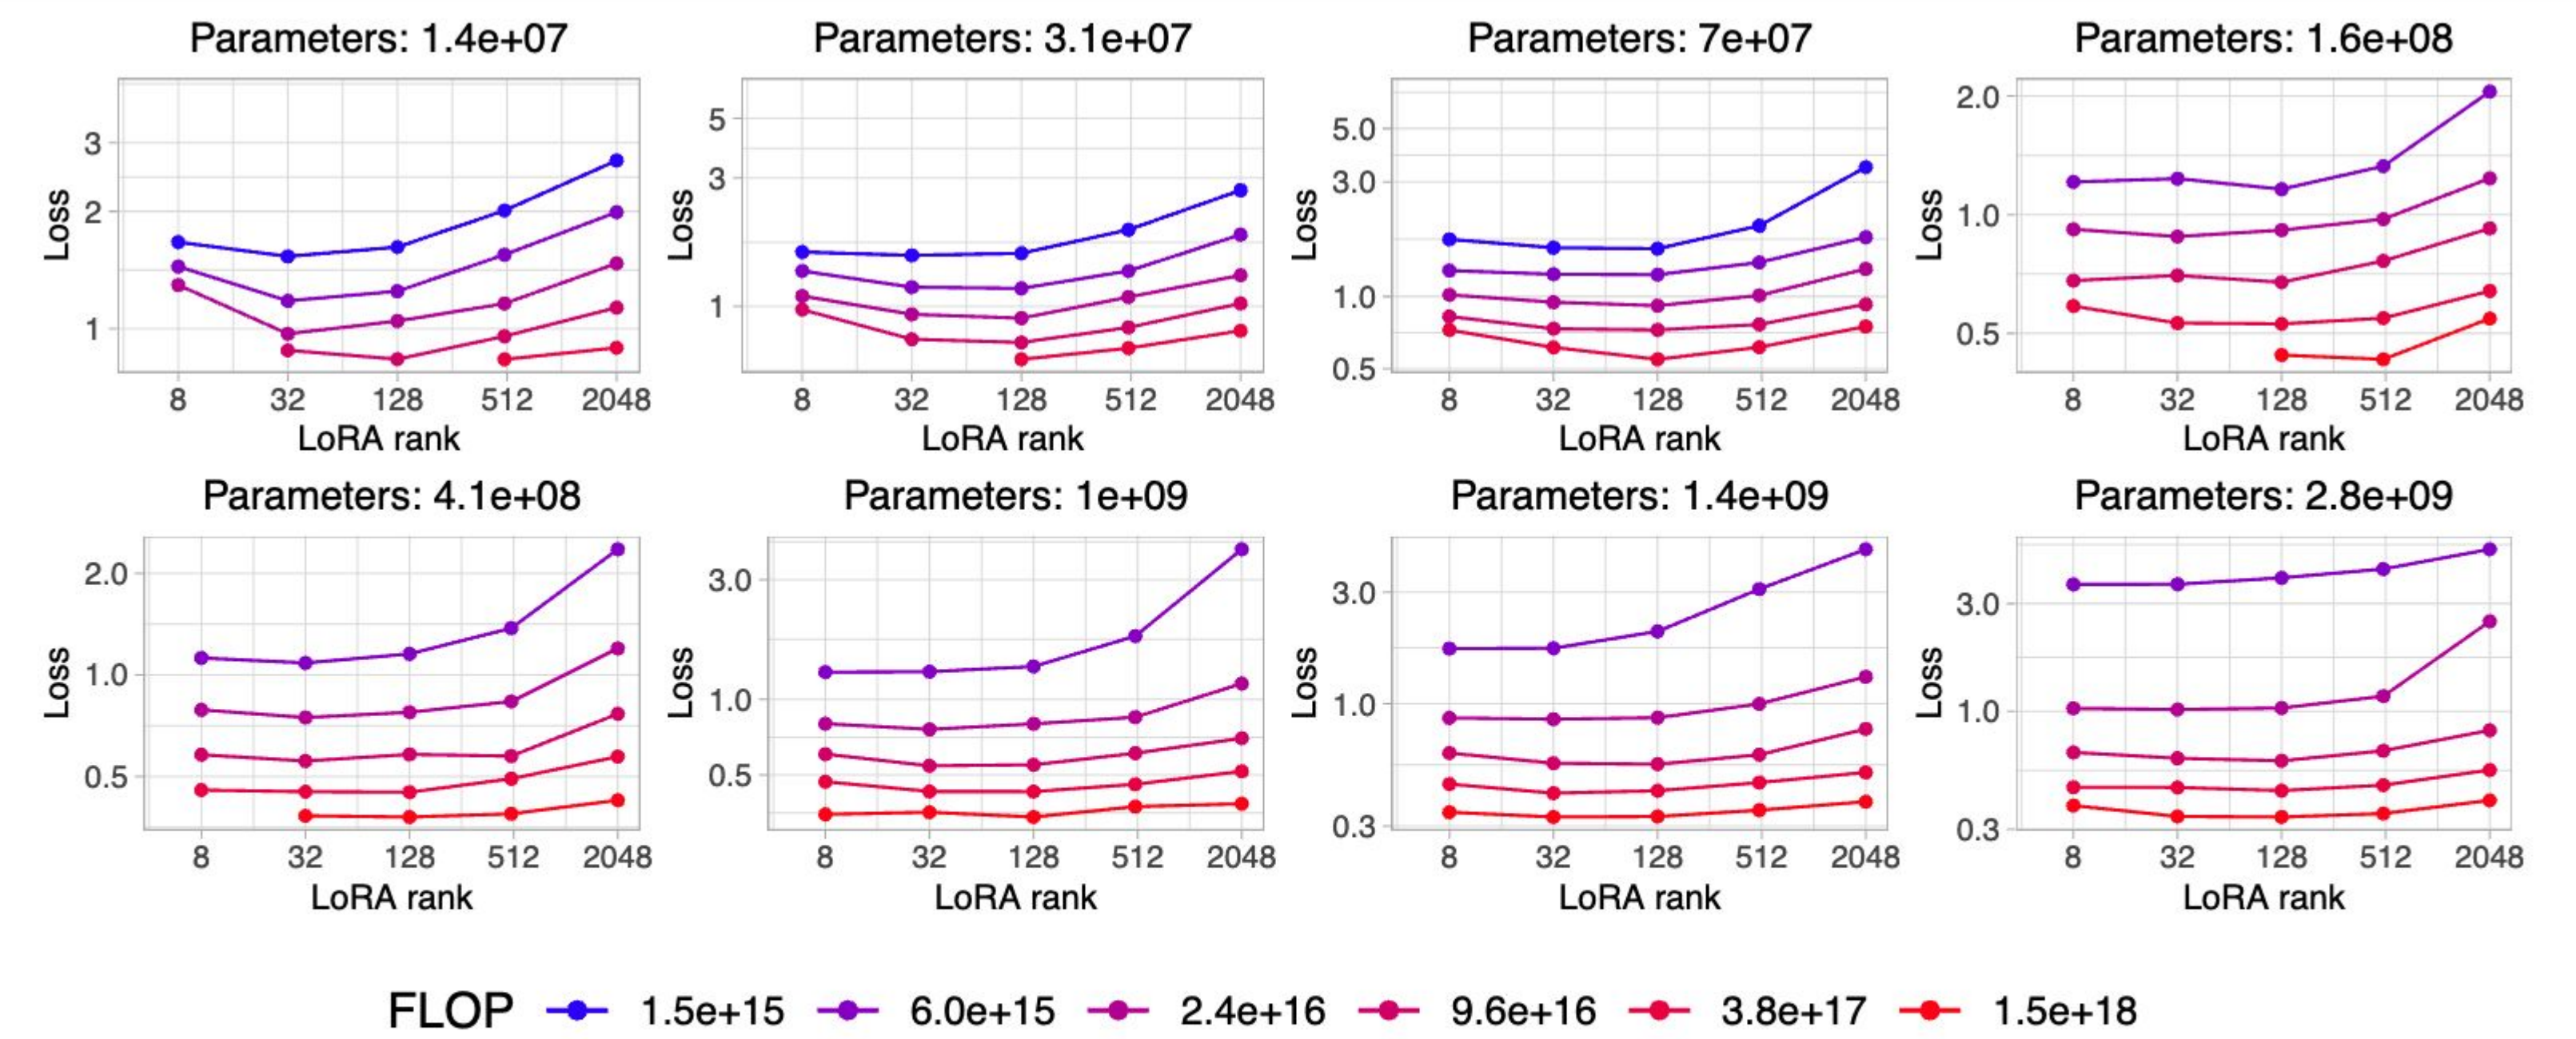 Parameters: 1.4e+07
3
2
1
Loss
8 32 128 512 2048
LoRA rank
Parameters: 3.1e+07
5
3
1
Loss
8 32 128 512 2048
LoRA rank
Parameters: 7e+07
5.0
3.0
1.0
0.5
Loss
8 32 128 512 2048
LoRA rank
Parameters: 1.6e+08
2.0
1.0
0.5
Loss
8 32 128 512 2048
LoRA rank
Parameters: 4.1e+08
2.0
1.0
0.5
Loss
8 32 128 512 2048
LoRA rank
Parameters: 1e+09
3.0
1.0
0.5
Loss
8 32 128 512 2048
LoRA rank
Parameters: 1.4e+09
3.0
1.0
0.3
Loss
8 32 128 512 2048
LoRA rank
Parameters: 2.8e+09
3.0
1.0
0.3
Loss
8 32 128 512 2048
LoRA rank
FLOP 1.5e+15 6.0e+15 2.4e+16 9.6e+16 3.8e+17 1.5e+18